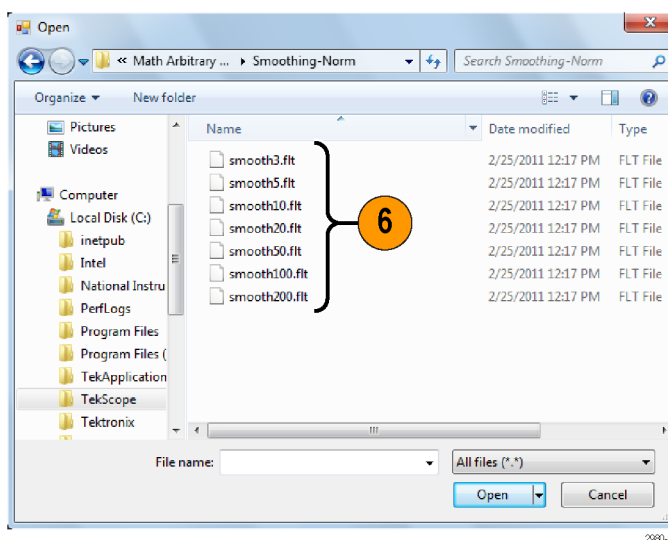 Open
« Math Arbitrary ... Smoothing-Norm
Search Smoothing-Norm
Organize New folder
Name Date modified Type
Pictures
Videos
Computer
Local Disk (C:)
inetpub
Intel
National Instru
PerfLogs
Program Files
Program Files (
TekApplication
TekScope
Tektronix
smooth3.flt 2/25/2011 12:17 PM FLT File
smooth5.flt 2/25/2011 12:17 PM FLT File
smooth10.flt 2/25/2011 12:17 PM FLT File
smooth20.flt 2/25/2011 12:17 PM FLT File
smooth50.flt 2/25/2011 12:17 PM FLT File
smooth100.flt 2/25/2011 12:17 PM FLT File
smooth200.flt 2/25/2011 12:17 PM FLT File
6
File name: All files (*.*)
Open Cancel